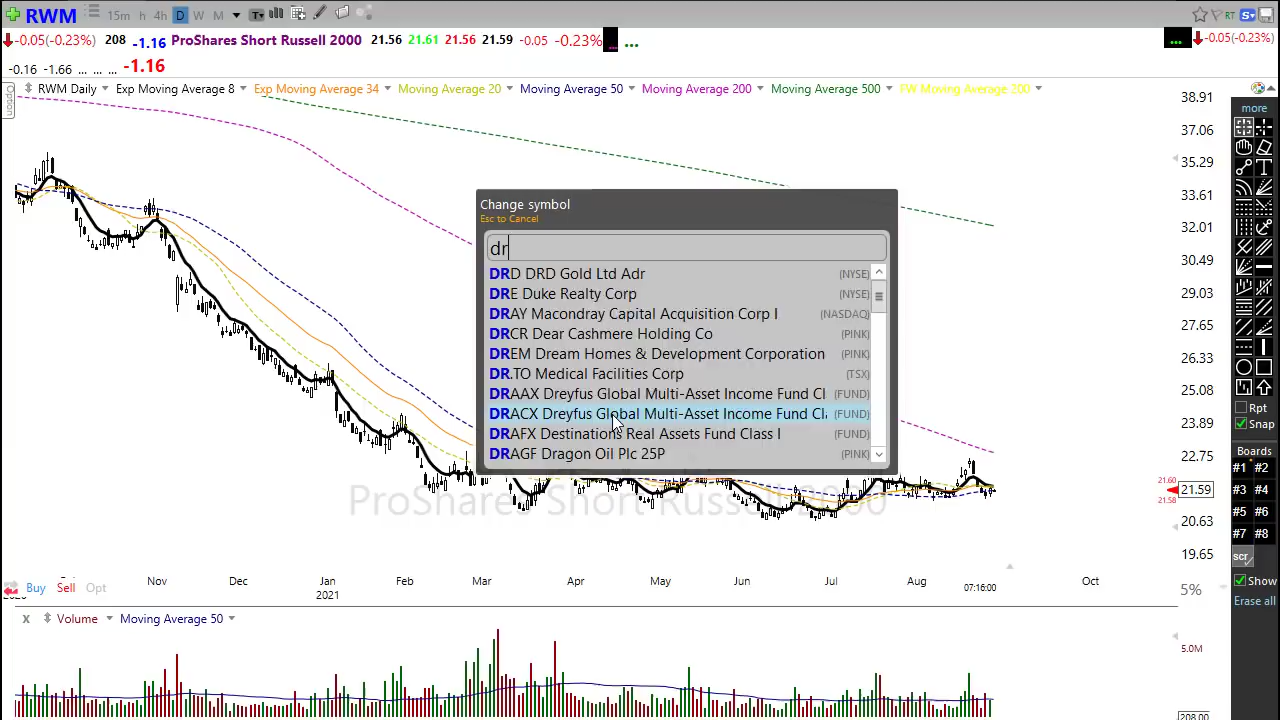 RWM 15m h 4h D W M T RT S
-0.05(-0.23%) 208 -1.16 ProShares Short Russell 2000 21.56 21.61 21.56 21.59 -0.05 -0.23% ... ... -0.05(-0.23%)
-0.16 -1.66 ... ... -1.16
Option
RWM Daily Exp Moving Average 8 Exp Moving Average 34 Moving Average 20 Moving Average 50 Moving Average 200 Moving Average 500 FW Moving Average 200
38.91
more
37.06
35.29
33.61
32.01
30.49
29.03
27.65
26.33
25.08
23.89
22.75
21.60
21.59
21.58
20.63
19.65
Change symbol
Esc to Cancel
dr
DRD DRD Gold Ltd Adr (NYSE)
DRE Duke Realty Corp (NYSE)
DRAY Macondray Capital Acquisition Corp I (NASDAQ)
DRCR Dear Cashmere Holding Co (PINK)
DREM Dream Homes & Development Corporation (PINK)
DR.TO Medical Facilities Corp (TSX)
DRAAX Dreyfus Global Multi-Asset Income Fund Cl (FUND)
DRACX Dreyfus Global Multi-Asset Income Fund Cla (FUND)
DRAFX Destinations Real Assets Fund Class I (FUND)
DRAGF Dragon Oil Plc 25P (PINK)
ProShares Short Russell 2000
Rpt
Snap
Boards
#1 #2
#3 #4
#5 #6
#7 #8
scr
Show
Erase all
Nov Dec Jan Feb Mar Apr May Jun Jul Aug Oct
2021 07:16:00
Buy Sell Opt 5%
x Volume Moving Average 50
5.0M
208.00